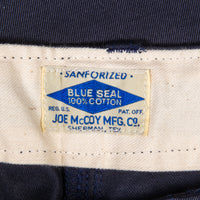 · SANFORIZED ·
BLUE SEAL
100% COTTON
REG. U.S. PAT. OFF.
JOE McCOY MFG. CO.
SHERMAN, TEX.